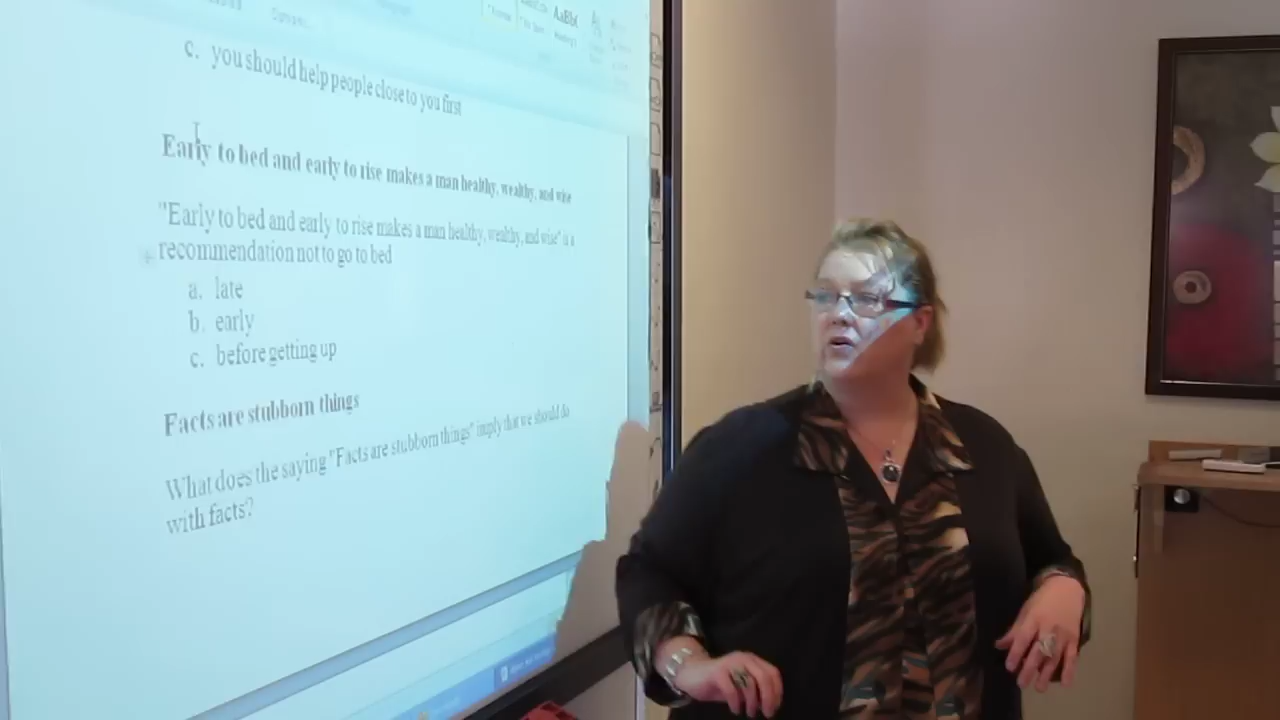 AaBbC
c. you should help people close to you first
Early to bed and early to rise makes a man healthy, wealthy, and wise
"Early to bed and early to rise makes a man healthy, wealthy, and wise" is a
recommendation not to go to bed
a. late
b. early
c. before getting up
Facts are stubborn things
What does the saying "Facts are stubborn things" imply that we should do
with facts?